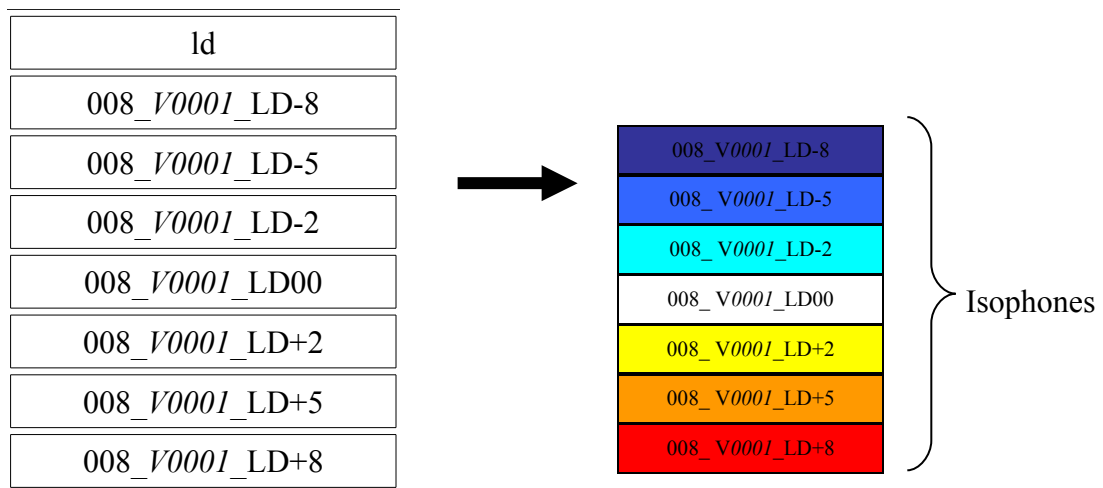 ld
008_V0001_LD-8
008_V0001_LD-5
008_V0001_LD-2
008_V0001_LD00
008_V0001_LD+2
008_V0001_LD+5
008_V0001_LD+8
008_V0001_LD-8
008_ V0001_LD-5
008_ V0001_LD-2
008_ V0001_LD00
008_ V0001_LD+2
008_ V0001_LD+5
008_ V0001_LD+8
Isophones